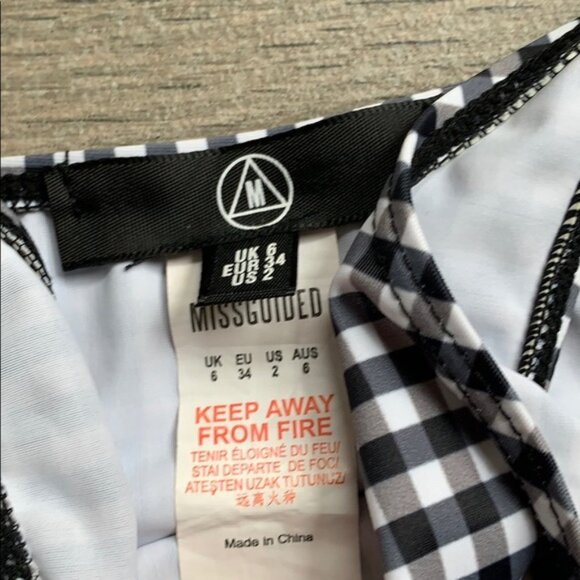 M
UK 6
EUR 34
US 2
MISSGUIDED
UK EU US AUS
6 34 2 6
KEEP AWAY
FROM FIRE
TENIR ÉLOIGNÉ DU FEU/
STAI DEPARTE DE FOC/
ATEŞTEN UZAK TUTUNUZ/
远离火种
Made in China